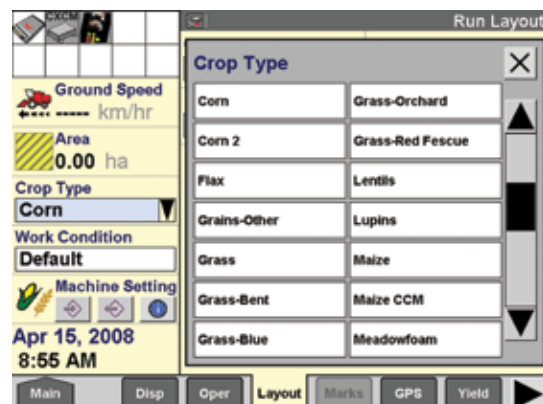 CXCM
Run Layout
Ground Speed
----- km/hr
Area
0.00 ha
Crop Type
Corn
Work Condition
Default
Machine Setting
Apr 15, 2008
8:55 AM
Crop Type
Corn
Grass-Orchard
Corn 2
Grass-Red Fescue
Flax
Lentils
Grains-Other
Lupins
Grass
Maize
Grass-Bent
Maize CCM
Grass-Blue
Meadowfoam
Main
Disp
Oper
Layout
Marks
GPS
Yield